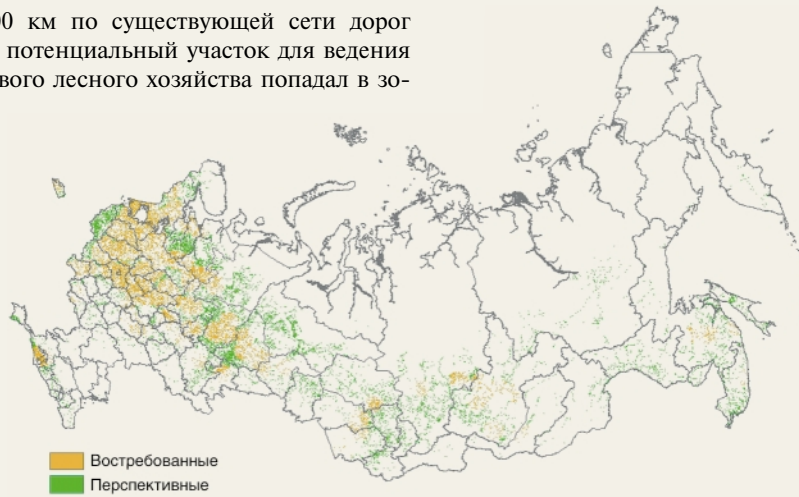 0 км по существующей сети дорог
потенциальный участок для ведения
вого лесного хозяйства попадал в зо-
Востребованные
Перспективные